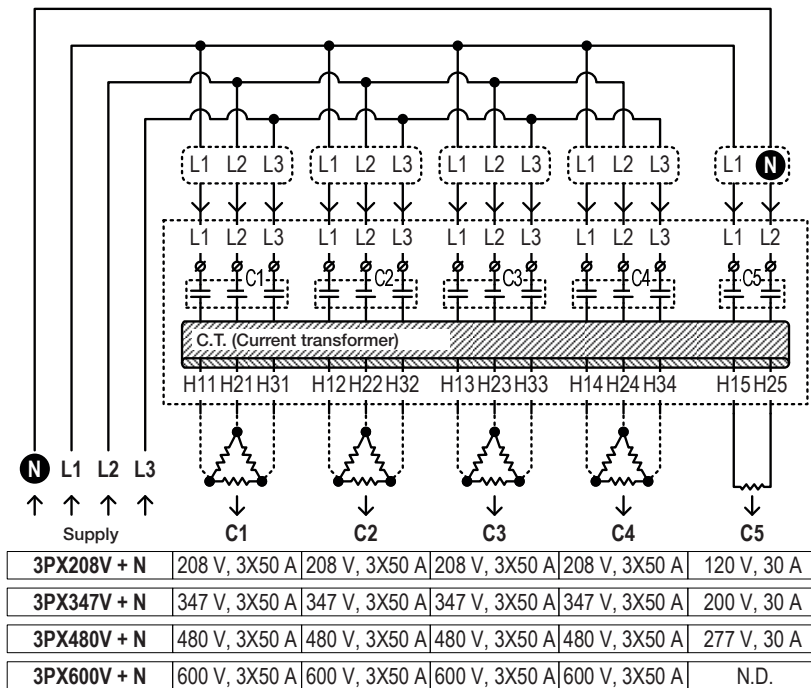 L1 L2 L3 L1 L2 L3 L1 L2 L3 L1 L2 L3 L1 N
L1 L2 L3 L1 L2 L3 L1 L2 L3 L1 L2 L3 L1 L2
C1 C2 C3 C4 C5
C.T. (Current transformer)
H11 H21 H31 H12 H22 H32 H13 H23 H33 H14 H24 H34 H15 H25
N L1 L2 L3
Supply C1 C2 C3 C4 C5
3PX208V + N 208 V, 3X50 A 208 V, 3X50 A 208 V, 3X50 A 208 V, 3X50 A 120 V, 30 A
3PX347V + N 347 V, 3X50 A 347 V, 3X50 A 347 V, 3X50 A 347 V, 3X50 A 200 V, 30 A
3PX480V + N 480 V, 3X50 A 480 V, 3X50 A 480 V, 3X50 A 480 V, 3X50 A 277 V, 30 A
3PX600V + N 600 V, 3X50 A 600 V, 3X50 A 600 V, 3X50 A 600 V, 3X50 A N.D.